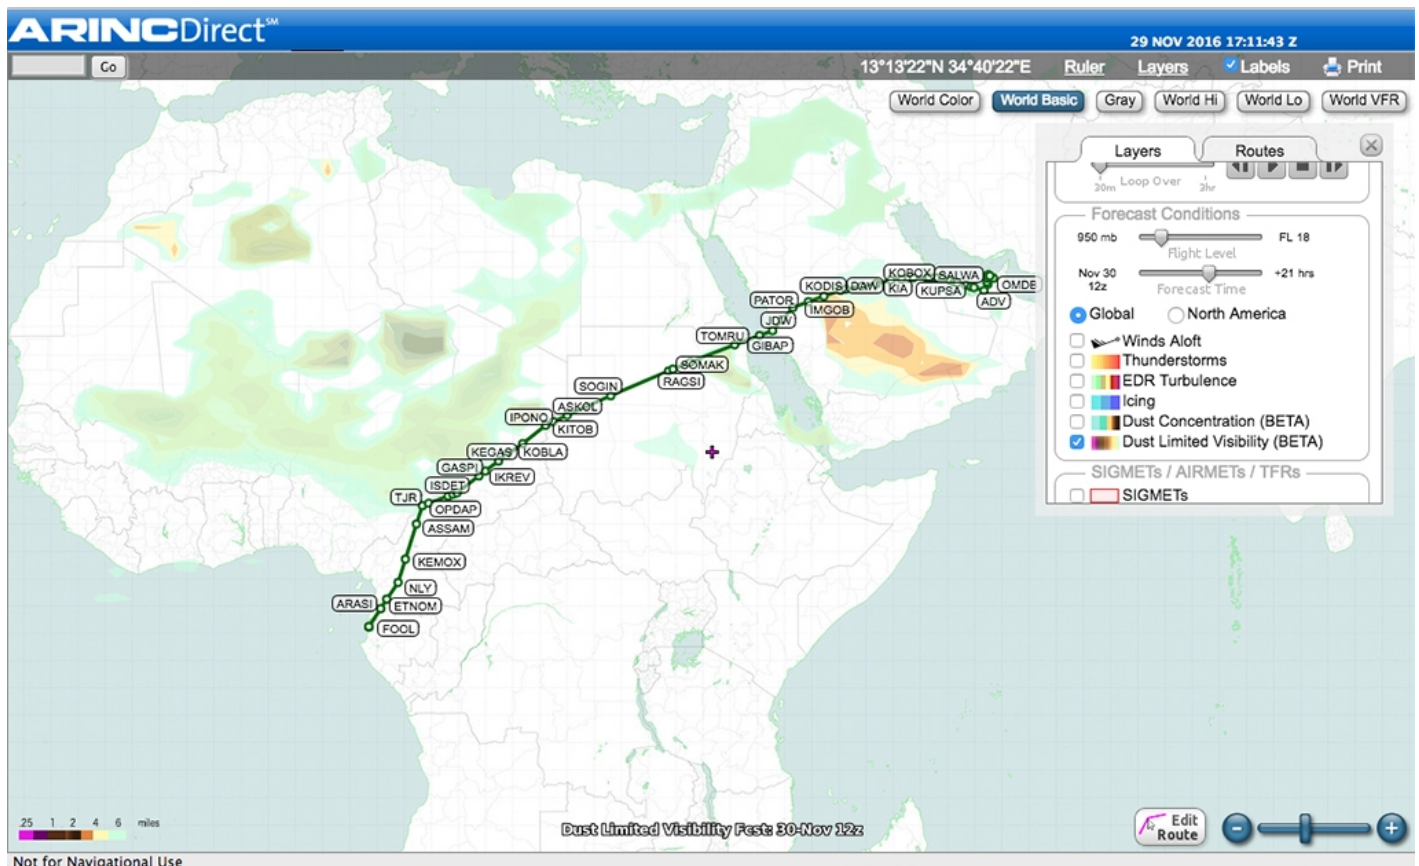 ARINCDirect℠
29 NOV 2016 17:11:43 Z
Go
13°13'22"N 34°40'22"E Ruler Layers Labels Print
World Color World Basic Gray World Hi World Lo World VFR
Layers Routes
Loop Over
30m 3hr
Forecast Conditions
950 mb FL 18
Flight Level
Nov 30 +21 hrs
12z Forecast Time
Global North America
Winds Aloft
Thunderstorms
EDR Turbulence
Icing
Dust Concentration (BETA)
Dust Limited Visibility (BETA)
SIGMETs / AIRMETs / TFRs
SIGMETs
KOBOX SALWA
KODIS DAW KIA KUPSA OMDB
PATOR IMGOB ADV
JDW
TOMRU GIBAP
SOMAK
RAGSI
SOGIN
ASKOL
IPONO KITOB
KEGAS KOBLA
GASPI IKREV
ISDET
TJR OPDAP
ASSAM
KEMOX
NLY
ARASI ETNOM
FOOL
.25 1 2 4 6 miles
Dust Limited Visibility Fcst: 30-Nov 12z
Edit
Route
Not for Navigational Use